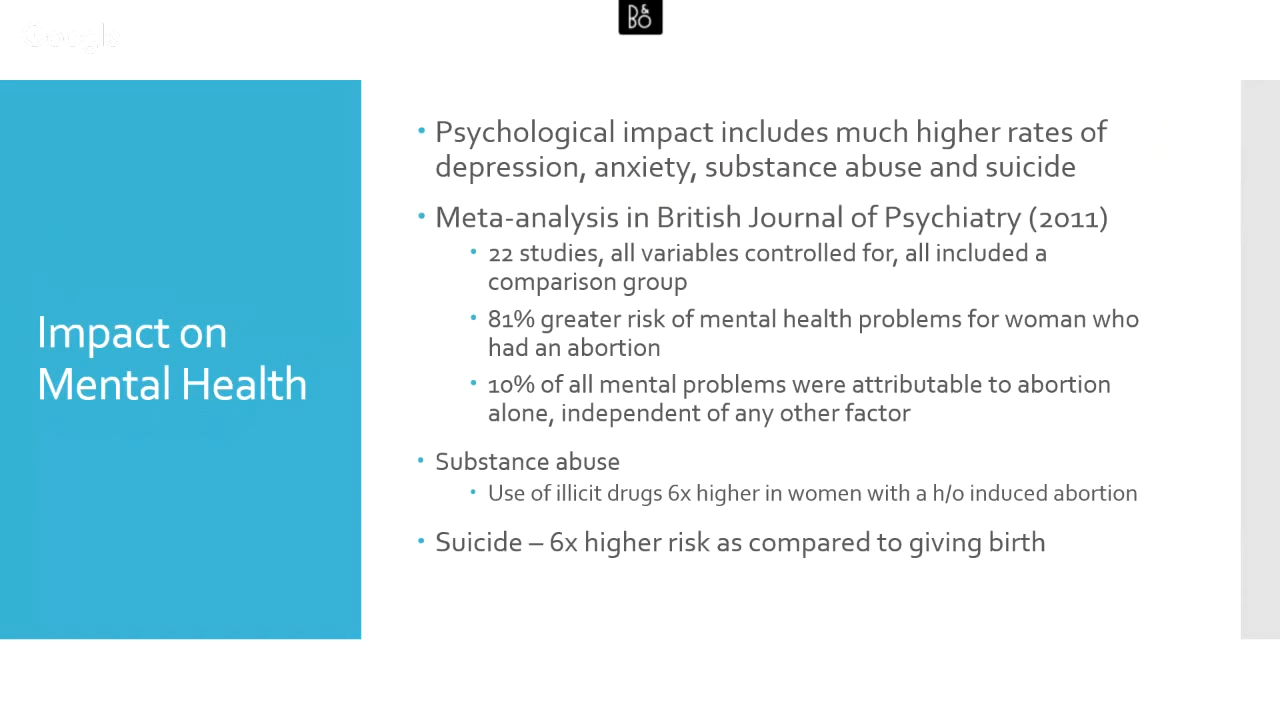 Google
B&O
Impact on
Mental Health
• Psychological impact includes much higher rates of
depression, anxiety, substance abuse and suicide
• Meta-analysis in British Journal of Psychiatry (2011)
• 22 studies, all variables controlled for, all included a
comparison group
• 81% greater risk of mental health problems for woman who
had an abortion
• 10% of all mental problems were attributable to abortion
alone, independent of any other factor
• Substance abuse
• Use of illicit drugs 6x higher in women with a h/o induced abortion
• Suicide – 6x higher risk as compared to giving birth